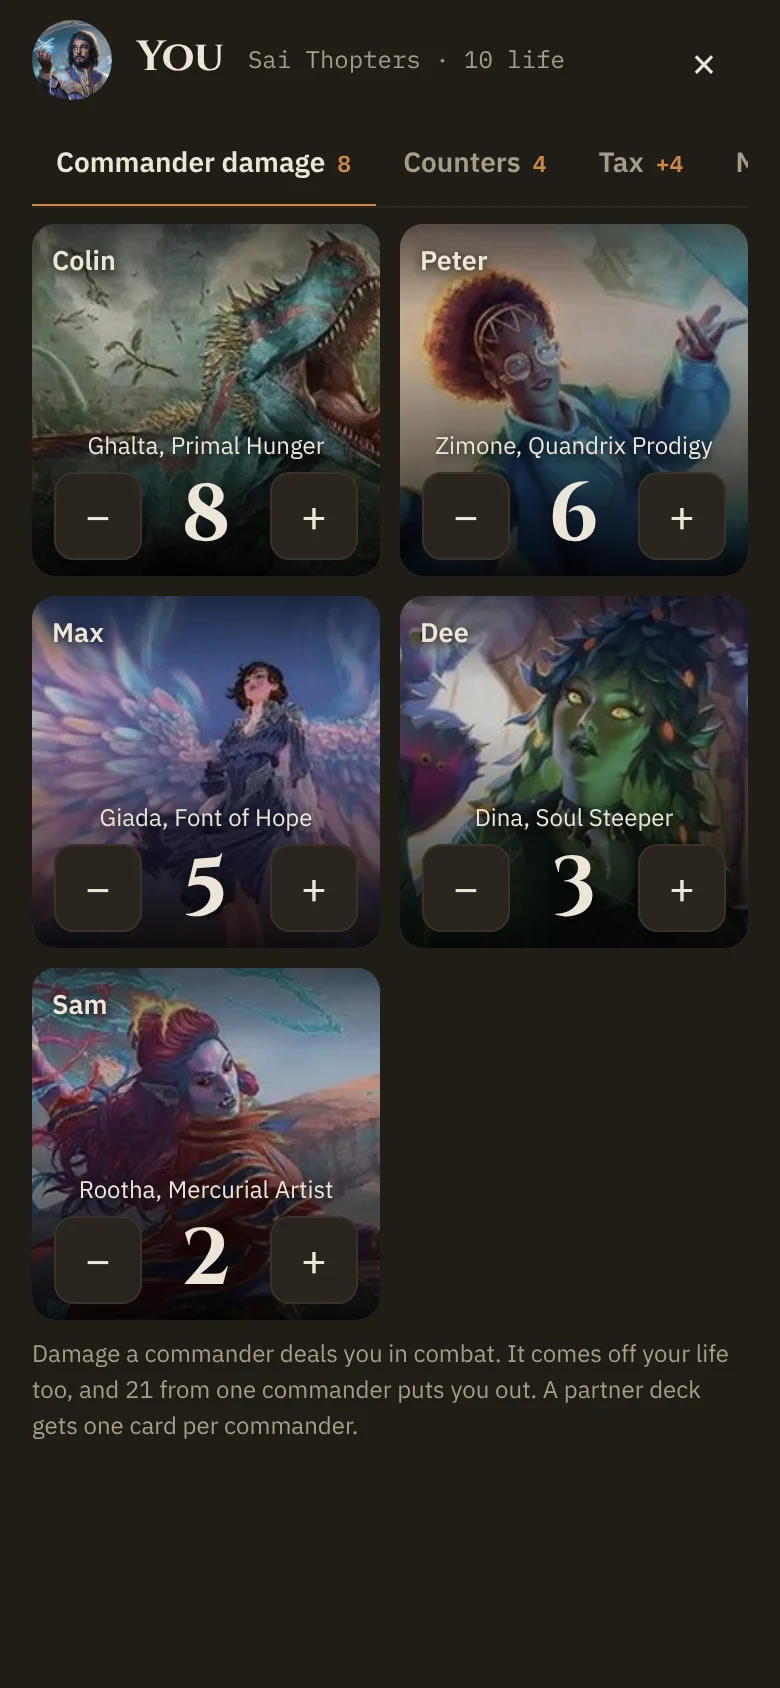 YOU Sai Thopters · 10 life ×
Commander damage 8 Counters 4 Tax +4
Colin
Ghalta, Primal Hunger
− 8 +
Peter
Zimone, Quandrix Prodigy
− 6 +
Max
Giada, Font of Hope
− 5 +
Dee
Dina, Soul Steeper
− 3 +
Sam
Rootha, Mercurial Artist
− 2 +
Damage a commander deals you in combat. It comes off your life
too, and 21 from one commander puts you out. A partner deck
gets one card per commander.